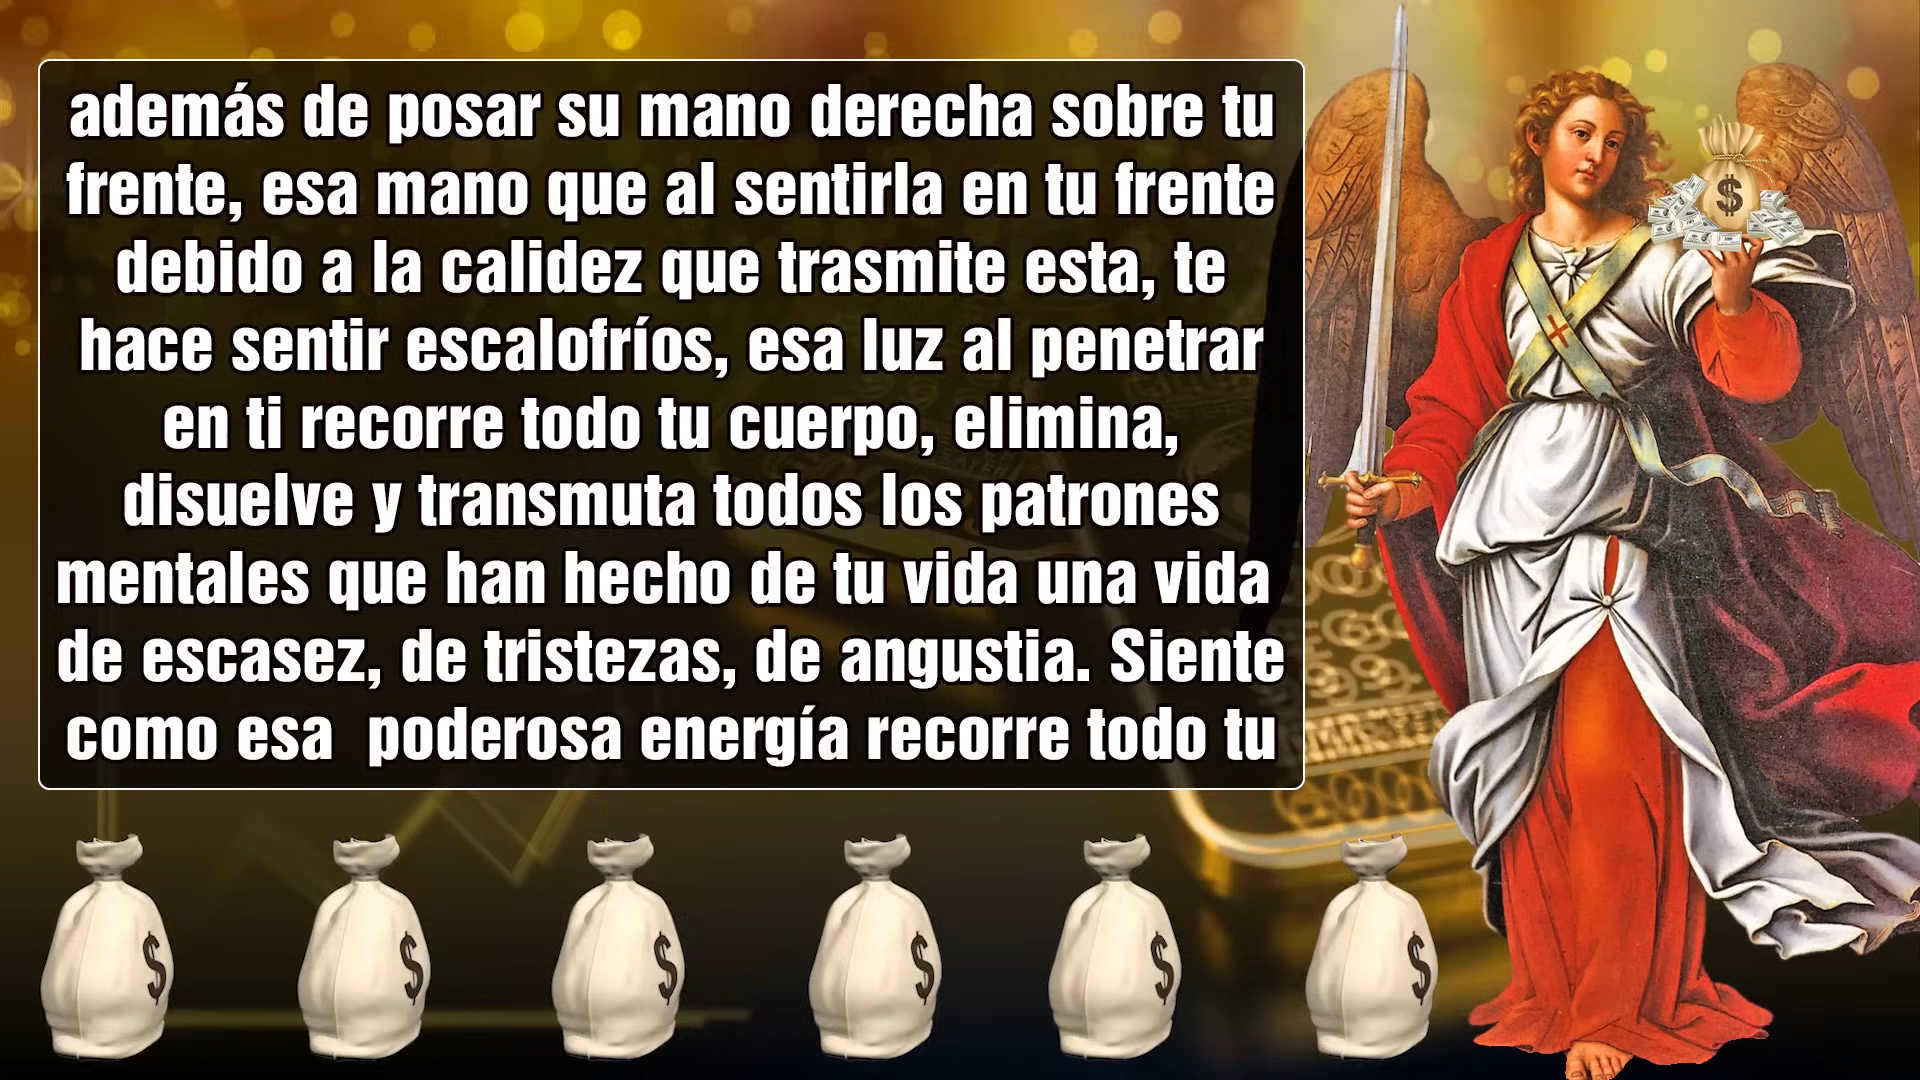 además de posar su mano derecha sobre tu
frente, esa mano que al sentirla en tu frente
debido a la calidez que trasmite esta, te
hace sentir escalofríos, esa luz al penetrar
en ti recorre todo tu cuerpo, elimina,
disuelve y transmuta todos los patrones
mentales que han hecho de tu vida una vida
de escasez, de tristezas, de angustia. Siente
como esa  poderosa energía recorre todo tu
$
$ $ $ $ $ $